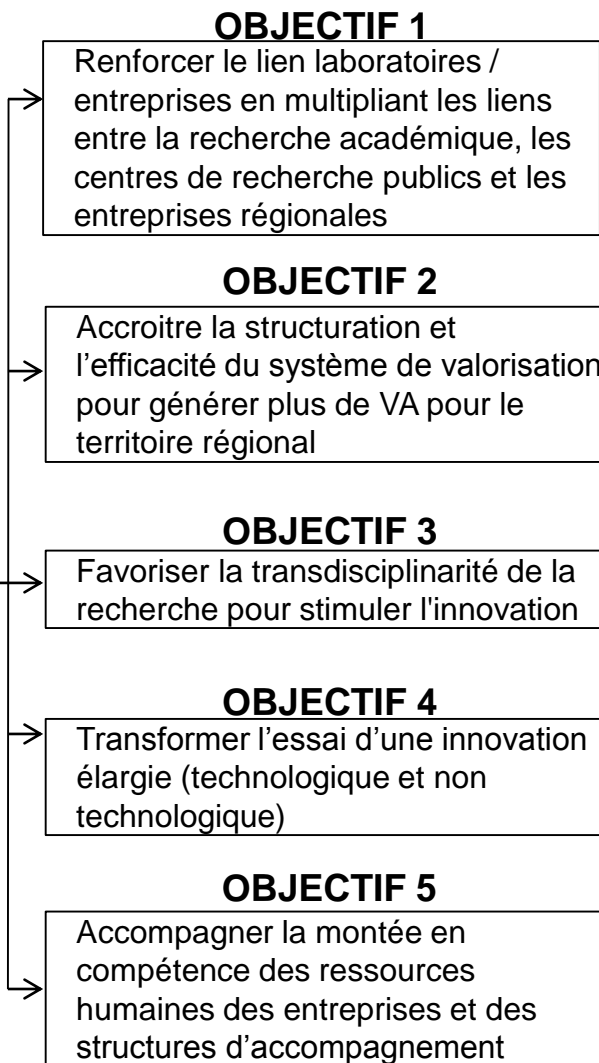 OBJECTIF 1
Renforcer le lien laboratoires /
entreprises en multipliant les liens
entre la recherche académique, les
centres de recherche publics et les
entreprises régionales
OBJECTIF 2
Accroitre la structuration et
l’efficacité du système de valorisation
pour générer plus de VA pour le
territoire régional
OBJECTIF 3
Favoriser la transdisciplinarité de la
recherche pour stimuler l'innovation
OBJECTIF 4
Transformer l’essai d’une innovation
élargie (technologique et non
technologique)
OBJECTIF 5
Accompagner la montée en
compétence des ressources
humaines des entreprises et des
structures d’accompagnement